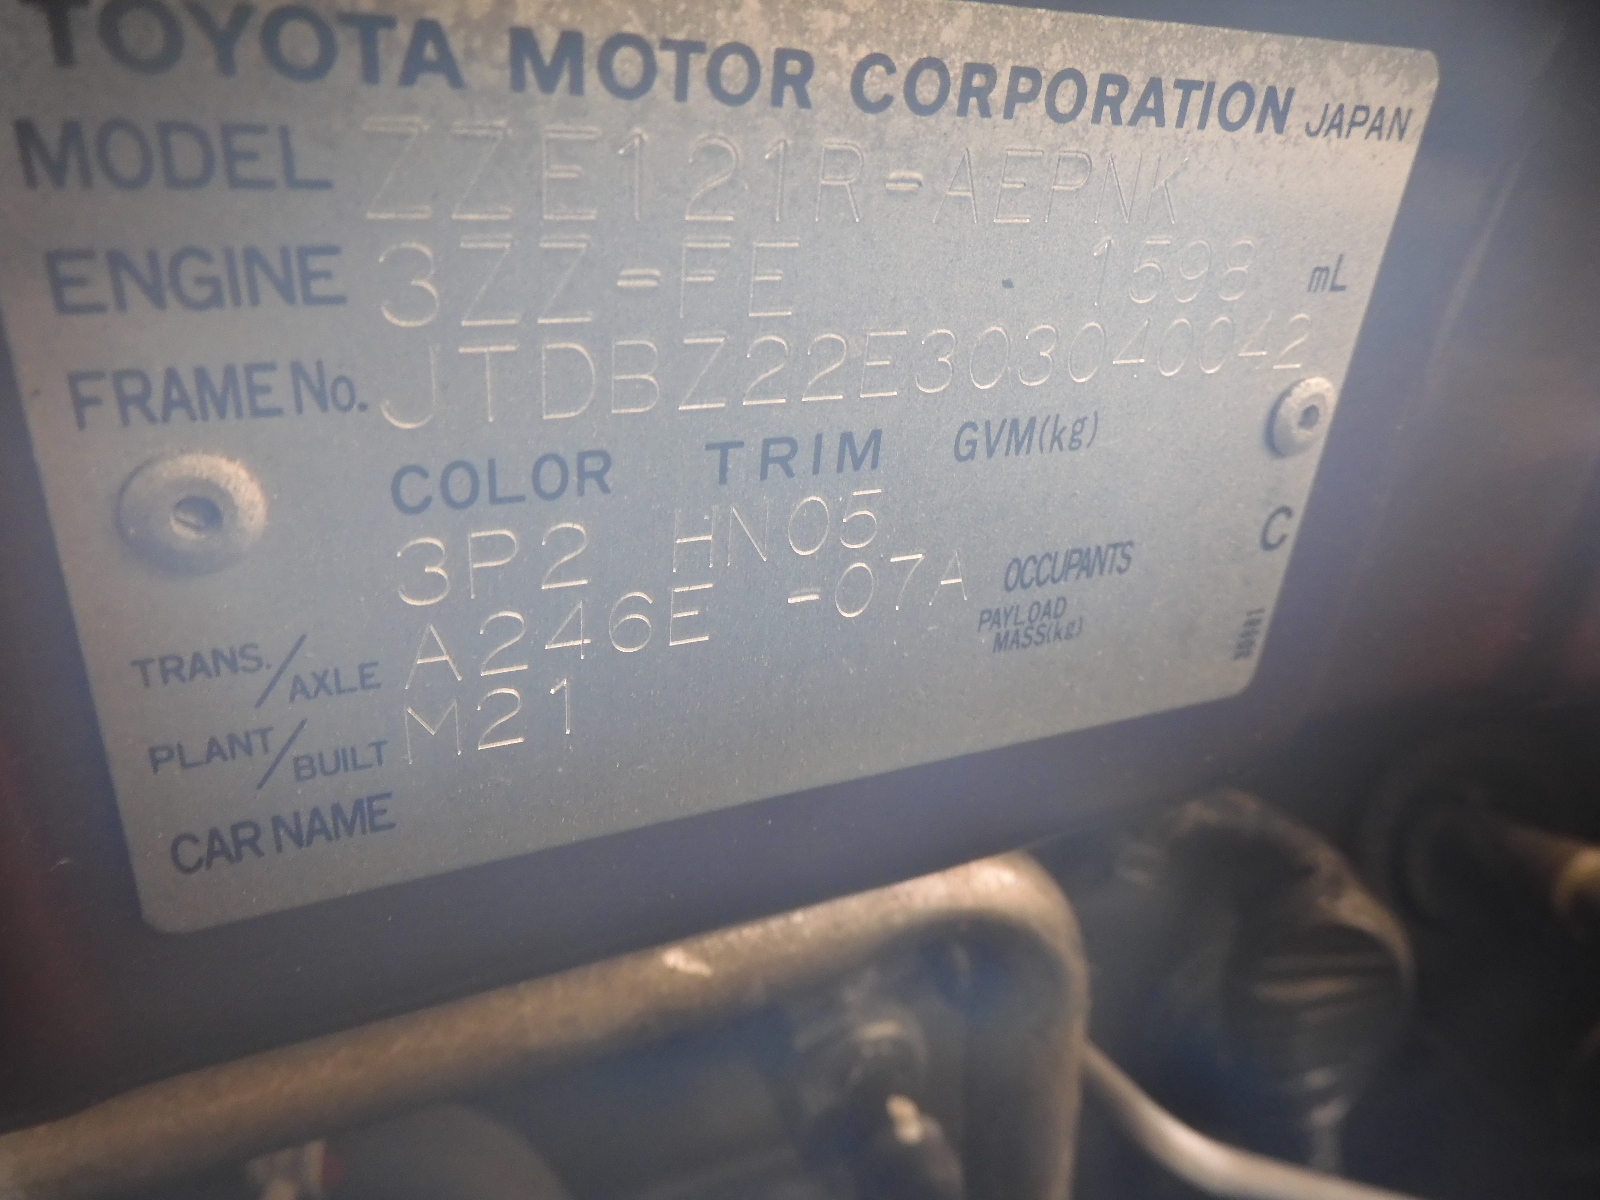 TOYOTA MOTOR CORPORATION JAPAN
MODEL ZZE121R-AEPNK
ENGINE 3ZZ-FE 1598 mL
FRAME No. JTDBZ22E303040042
COLOR TRIM GVM(kg)
3P2 HN05 C
TRANS./AXLE A246E -07A OCCUPANTS
PAYLOAD
MASS(kg)
PLANT/BUILT M21
CAR NAME